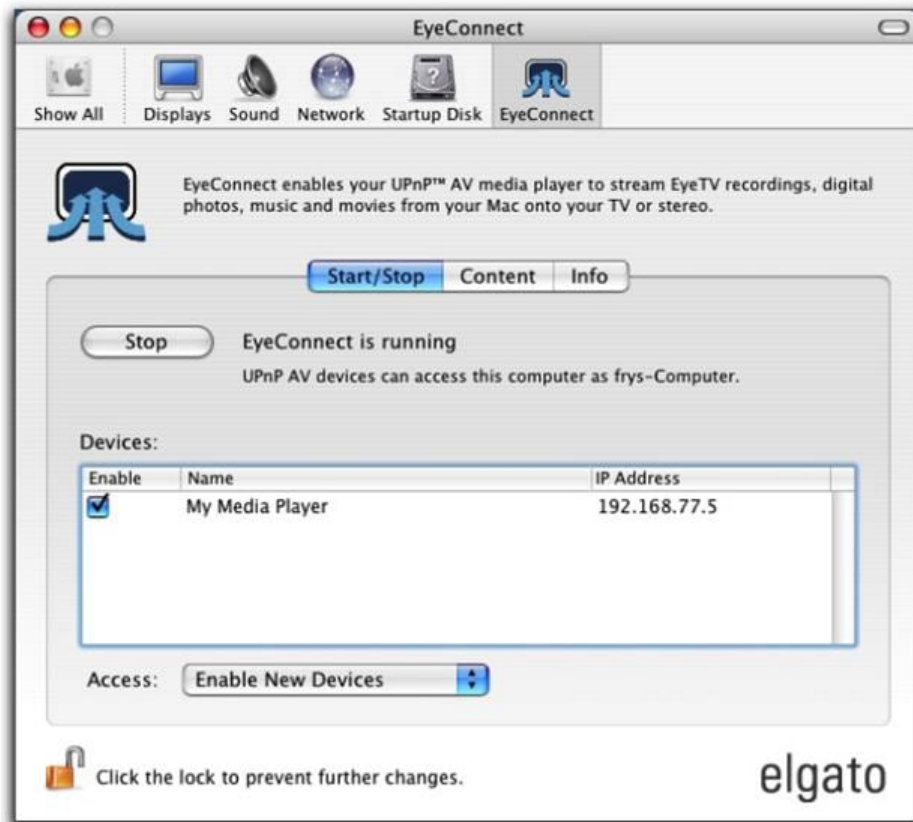 EyeConnect
Show All Displays Sound Network Startup Disk EyeConnect
EyeConnect enables your UPnP™ AV media player to stream EyeTV recordings, digital
photos, music and movies from your Mac onto your TV or stereo.
Start/Stop Content Info
Stop EyeConnect is running
UPnP AV devices can access this computer as frys-Computer.
Devices:
Enable Name IP Address
My Media Player 192.168.77.5
Access: Enable New Devices
Click the lock to prevent further changes.
elgato